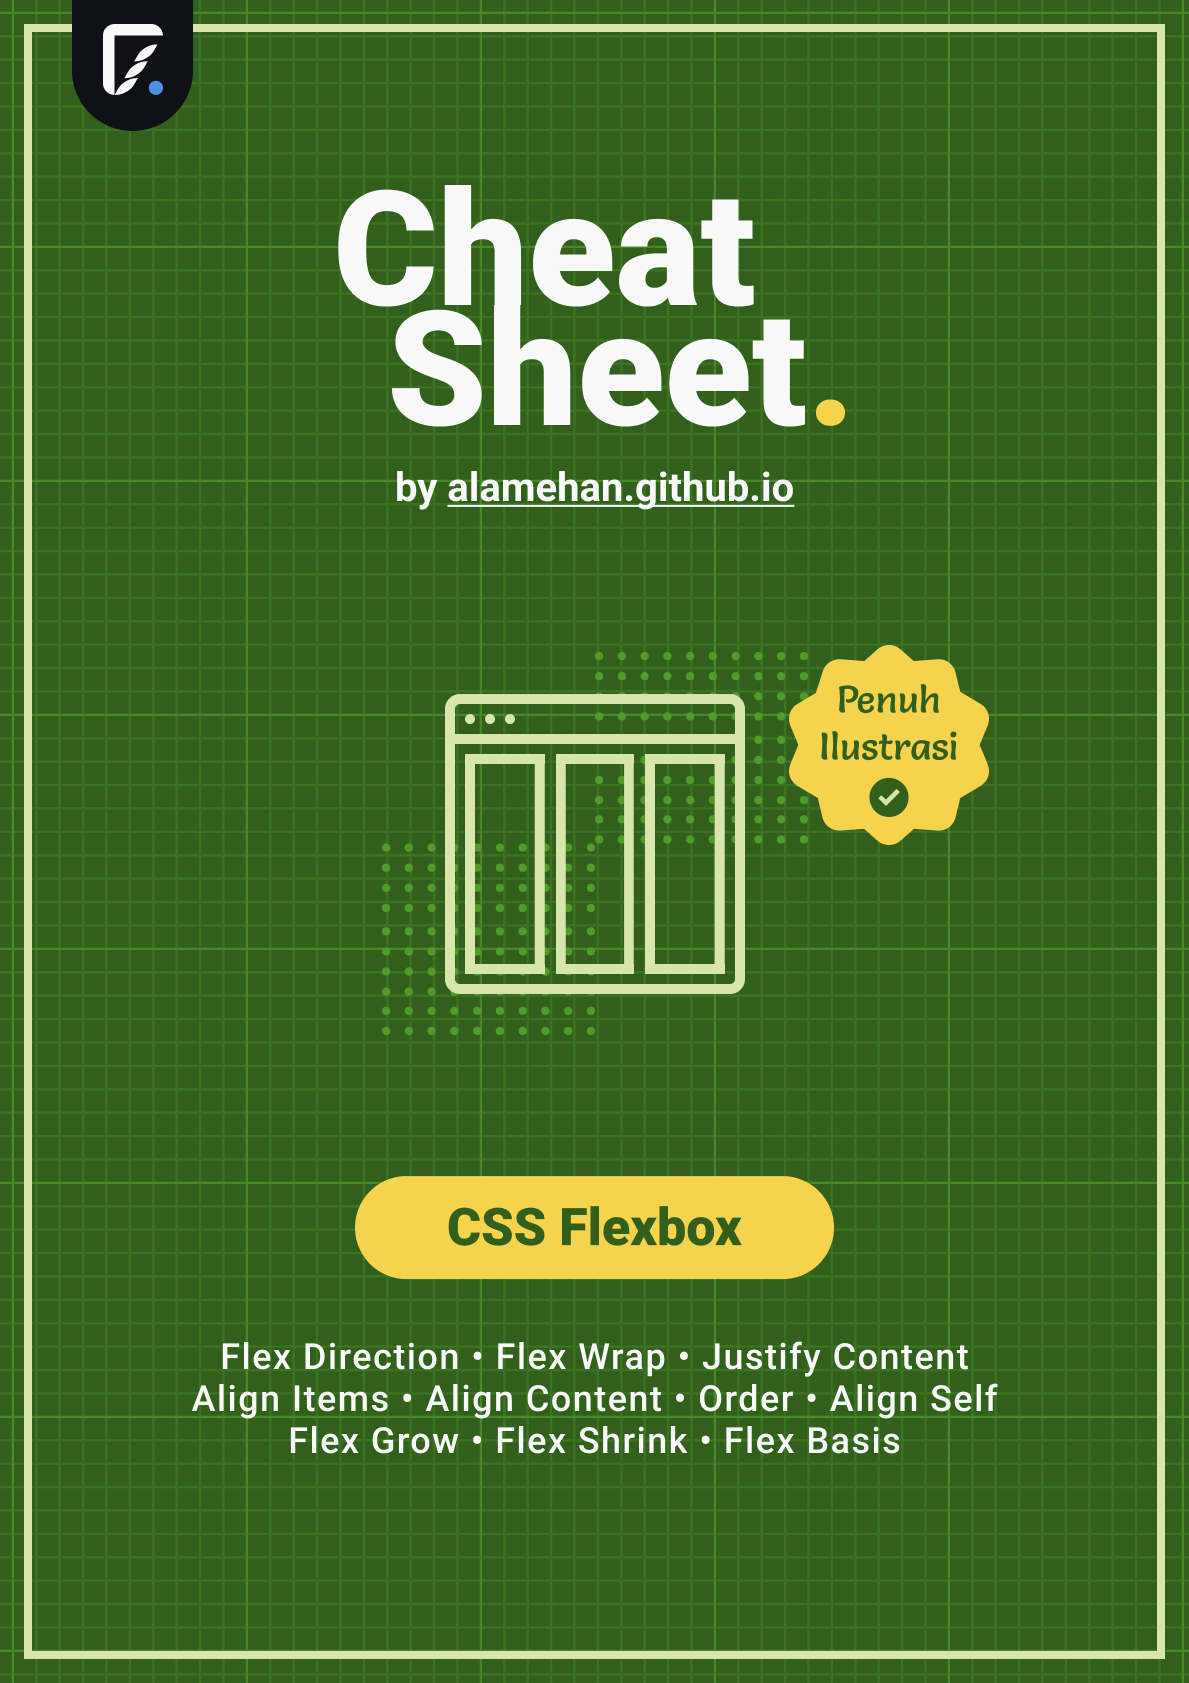 Cheat
Sheet.
by alamehan.github.io
Penuh
Ilustrasi
CSS Flexbox
Flex Direction • Flex Wrap • Justify Content
Align Items • Align Content • Order • Align Self
Flex Grow • Flex Shrink • Flex Basis